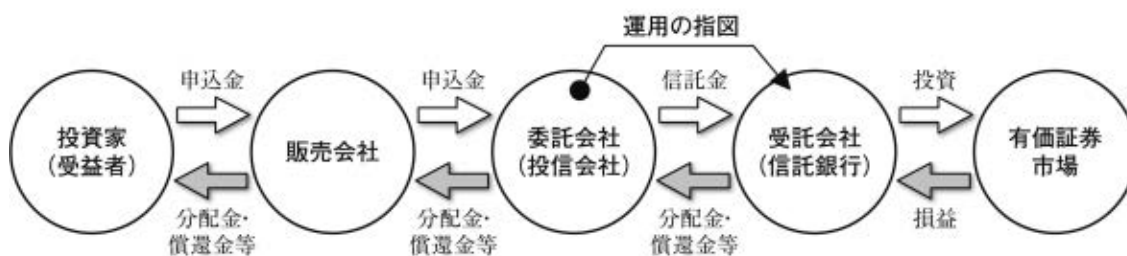 運用の指図
申込金
申込金
信託金
投資
投資家
(受益者)
販売会社
委託会社
(投信会社)
受託会社
(信託銀行)
有価証券
市場
分配金・
償還金等
分配金・
償還金等
分配金・
償還金等
損益